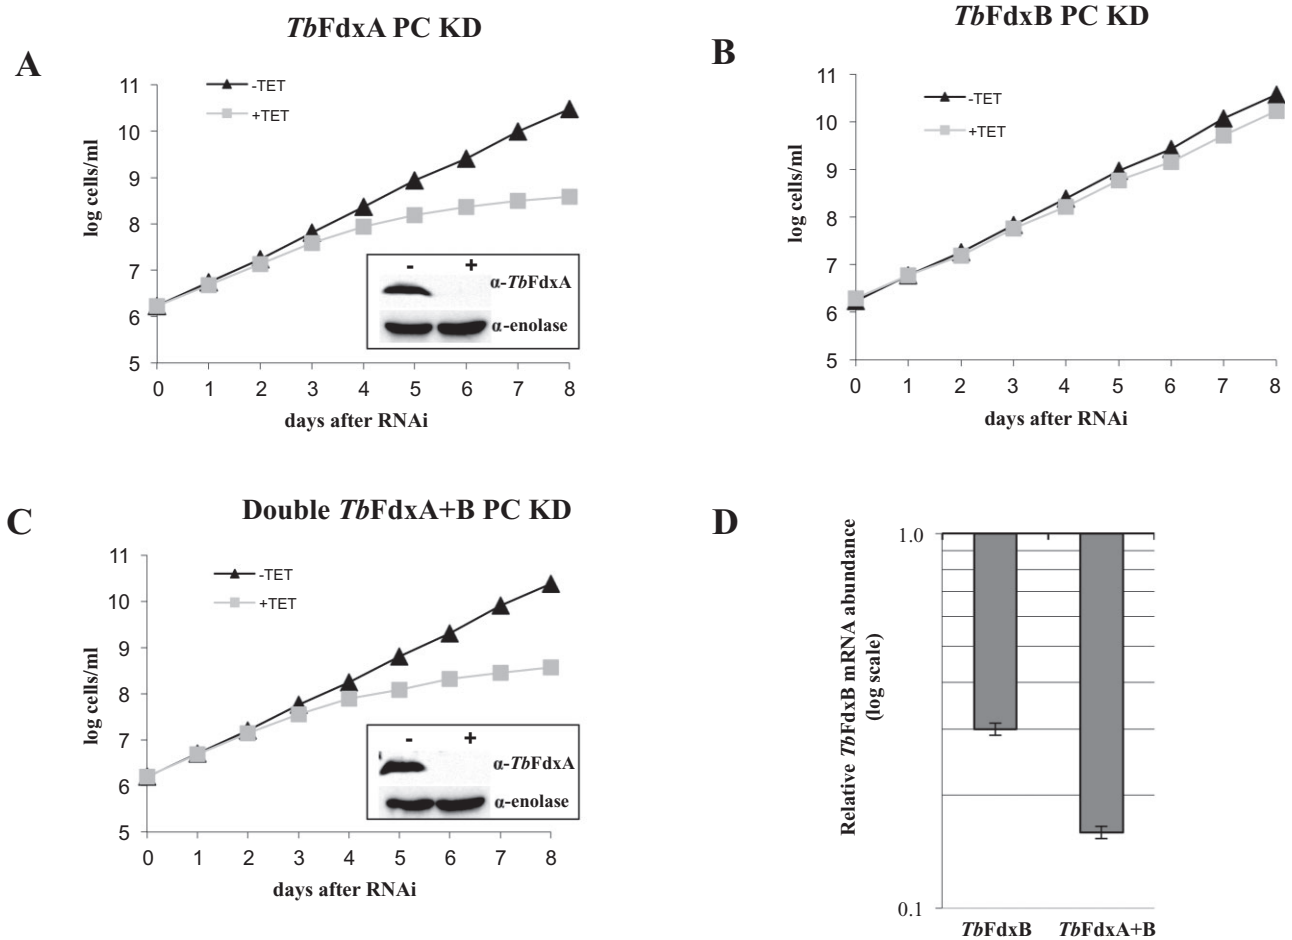 TbFdxA PC KD
A
-TET
+TET
log cells/ml
11
10
9
8
7
6
5
- +
α-TbFdxA
α-enolase
0 1 2 3 4 5 6 7 8
days after RNAi
TbFdxB PC KD
B
-TET
+TET
log cells/ml
11
10
9
8
7
6
5
0 1 2 3 4 5 6 7 8
days after RNAi
Double TbFdxA+B PC KD
C
-TET
+TET
log cells/ml
11
10
9
8
7
6
5
- +
α-TbFdxA
α-enolase
0 1 2 3 4 5 6 7 8
days after RNAi
D
Relative TbFdxB mRNA abundance
(log scale)
1.0
0.1
TbFdxB TbFdxA+B